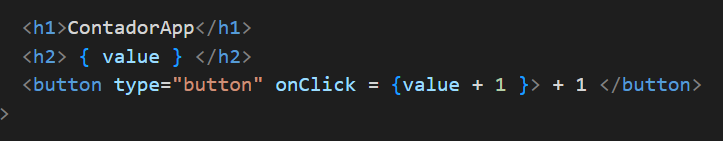 <h1>ContadorApp</h1>
<h2> { value } </h2>
<button type="button" onClick = {value + 1 }> + 1 </button>
>